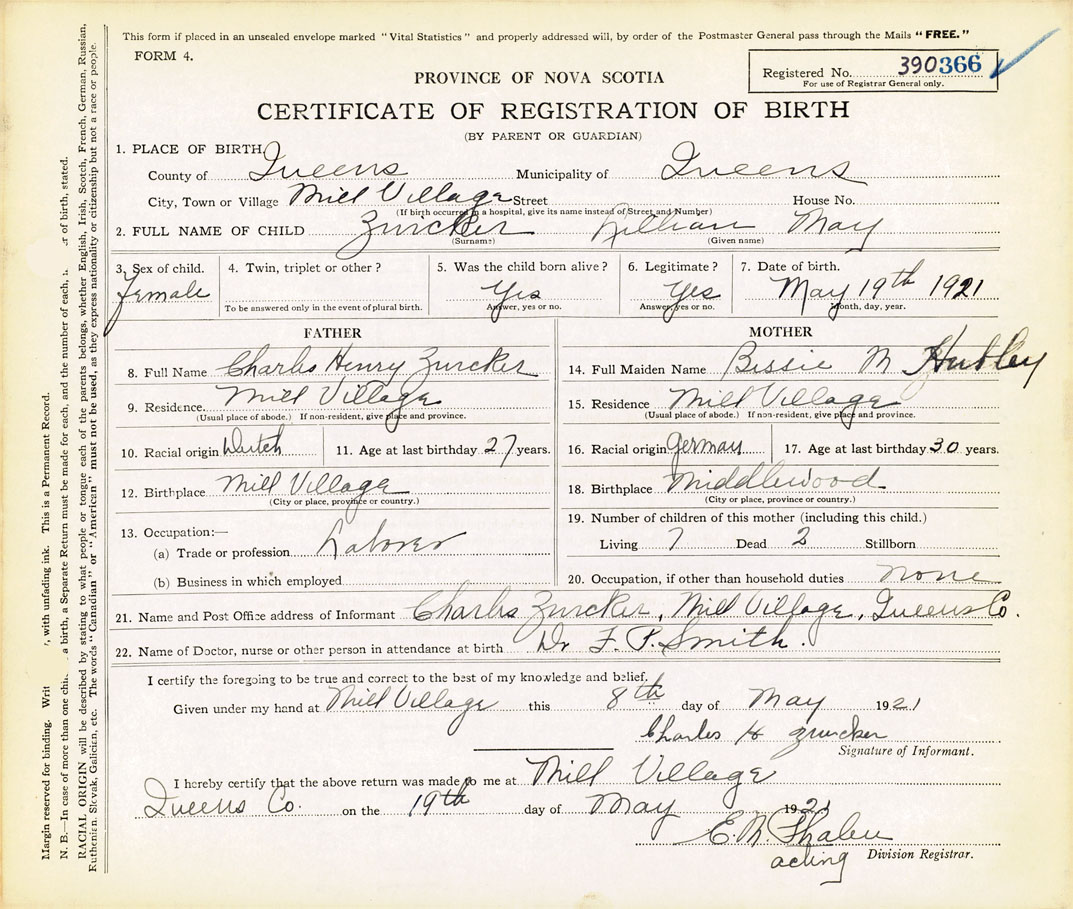 This form if placed in an unsealed envelope marked "Vital Statistics" and properly addressed will, by order of the Postmaster General pass through the Mails "FREE."
FORM 4.
Registered No. 390366
For use of Registrar General only.
PROVINCE OF NOVA SCOTIA
CERTIFICATE OF REGISTRATION OF BIRTH
(BY PARENT OR GUARDIAN)
1. PLACE OF BIRTH
County of Queens Municipality of Queens
City, Town or Village Mill Village Street House No.
(If birth occurred in a hospital, give its name instead of Street and Number)
2. FULL NAME OF CHILD Zwicker Lillian May
(Surname) (Given name)
3. Sex of child. 4. Twin, triplet or other? 5. Was the child born alive? 6. Legitimate? 7. Date of birth.
Female Yes Yes May 19th 1921
To be answered only in the event of plural birth. Answer, yes or no. Answer, yes or no. Month, day, year.
FATHER MOTHER
8. Full Name Charles Henry Zwicker 14. Full Maiden Name Bessie M Hubley
9. Residence. Mill Village 15. Residence Mill Village
(Usual place of abode.) If non-resident, give place and province. (Usual place of abode.) If non-resident, give place and province.
10. Racial origin Dutch 11. Age at last birthday 27 years. 16. Racial origin German 17. Age at last birthday 30 years.
12. Birthplace Mill Village 18. Birthplace Middlewood
(City or place, province or country.) (City or place, province or country.)
13. Occupation:— 19. Number of children of this mother (including this child.)
(a) Trade or profession Laborer Living 7 Dead 2 Stillborn
(b) Business in which employed 20. Occupation, if other than household duties none
21. Name and Post Office address of Informant Charles Zwicker, Mill Village, Queens Co.
22. Name of Doctor, nurse or other person in attendance at birth Dr F. P. Smith.
I certify the foregoing to be true and correct to the best of my knowledge and belief.
Given under my hand at Mill Village this 8th day of May 1921
Charles H Zwicker
Signature of Informant.
I hereby certify that the above return was made to me at Mill Village
Queens Co. on the 19th day of May 1921
E. M.
acting Division Registrar.
Margin reserved for binding. Writ , with unfading ink. This is a Permanent Record.
N. B.—In case of more than one chi a birth, a Separate Return must be made for each, and the number of each, of birth, stated.
RACIAL ORIGIN will be described by stating to what people or tongue each of the parents belongs, whether English, Irish, Scotch, French, German, Russian,
Ruthenian, Slovak, Galician, etc. The words "Canadian" or "American" must not be used, as they express nationality or citizenship but not a race or people.